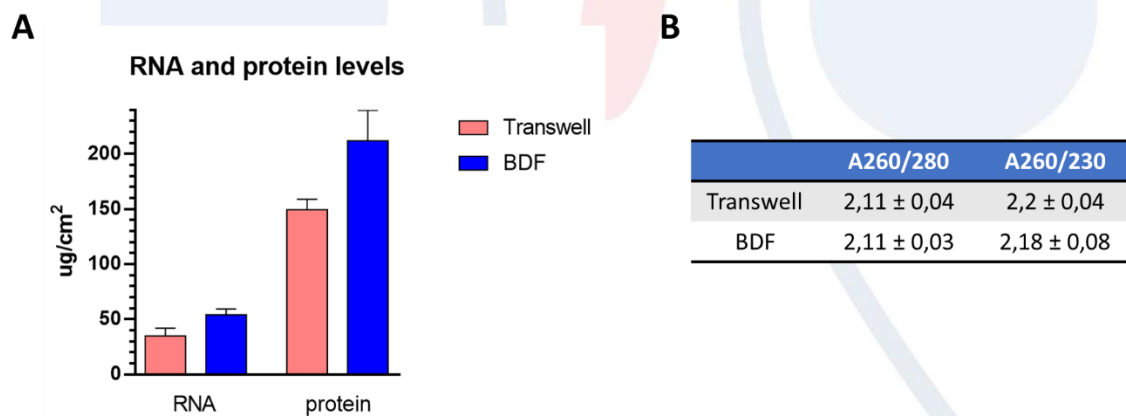 A
RNA and protein levels
ug/cm²
200
150
100
50
0
RNA protein
Transwell
BDF
B
A260/280 A260/230
Transwell 2,11 ± 0,04 2,2 ± 0,04
BDF 2,11 ± 0,03 2,18 ± 0,08